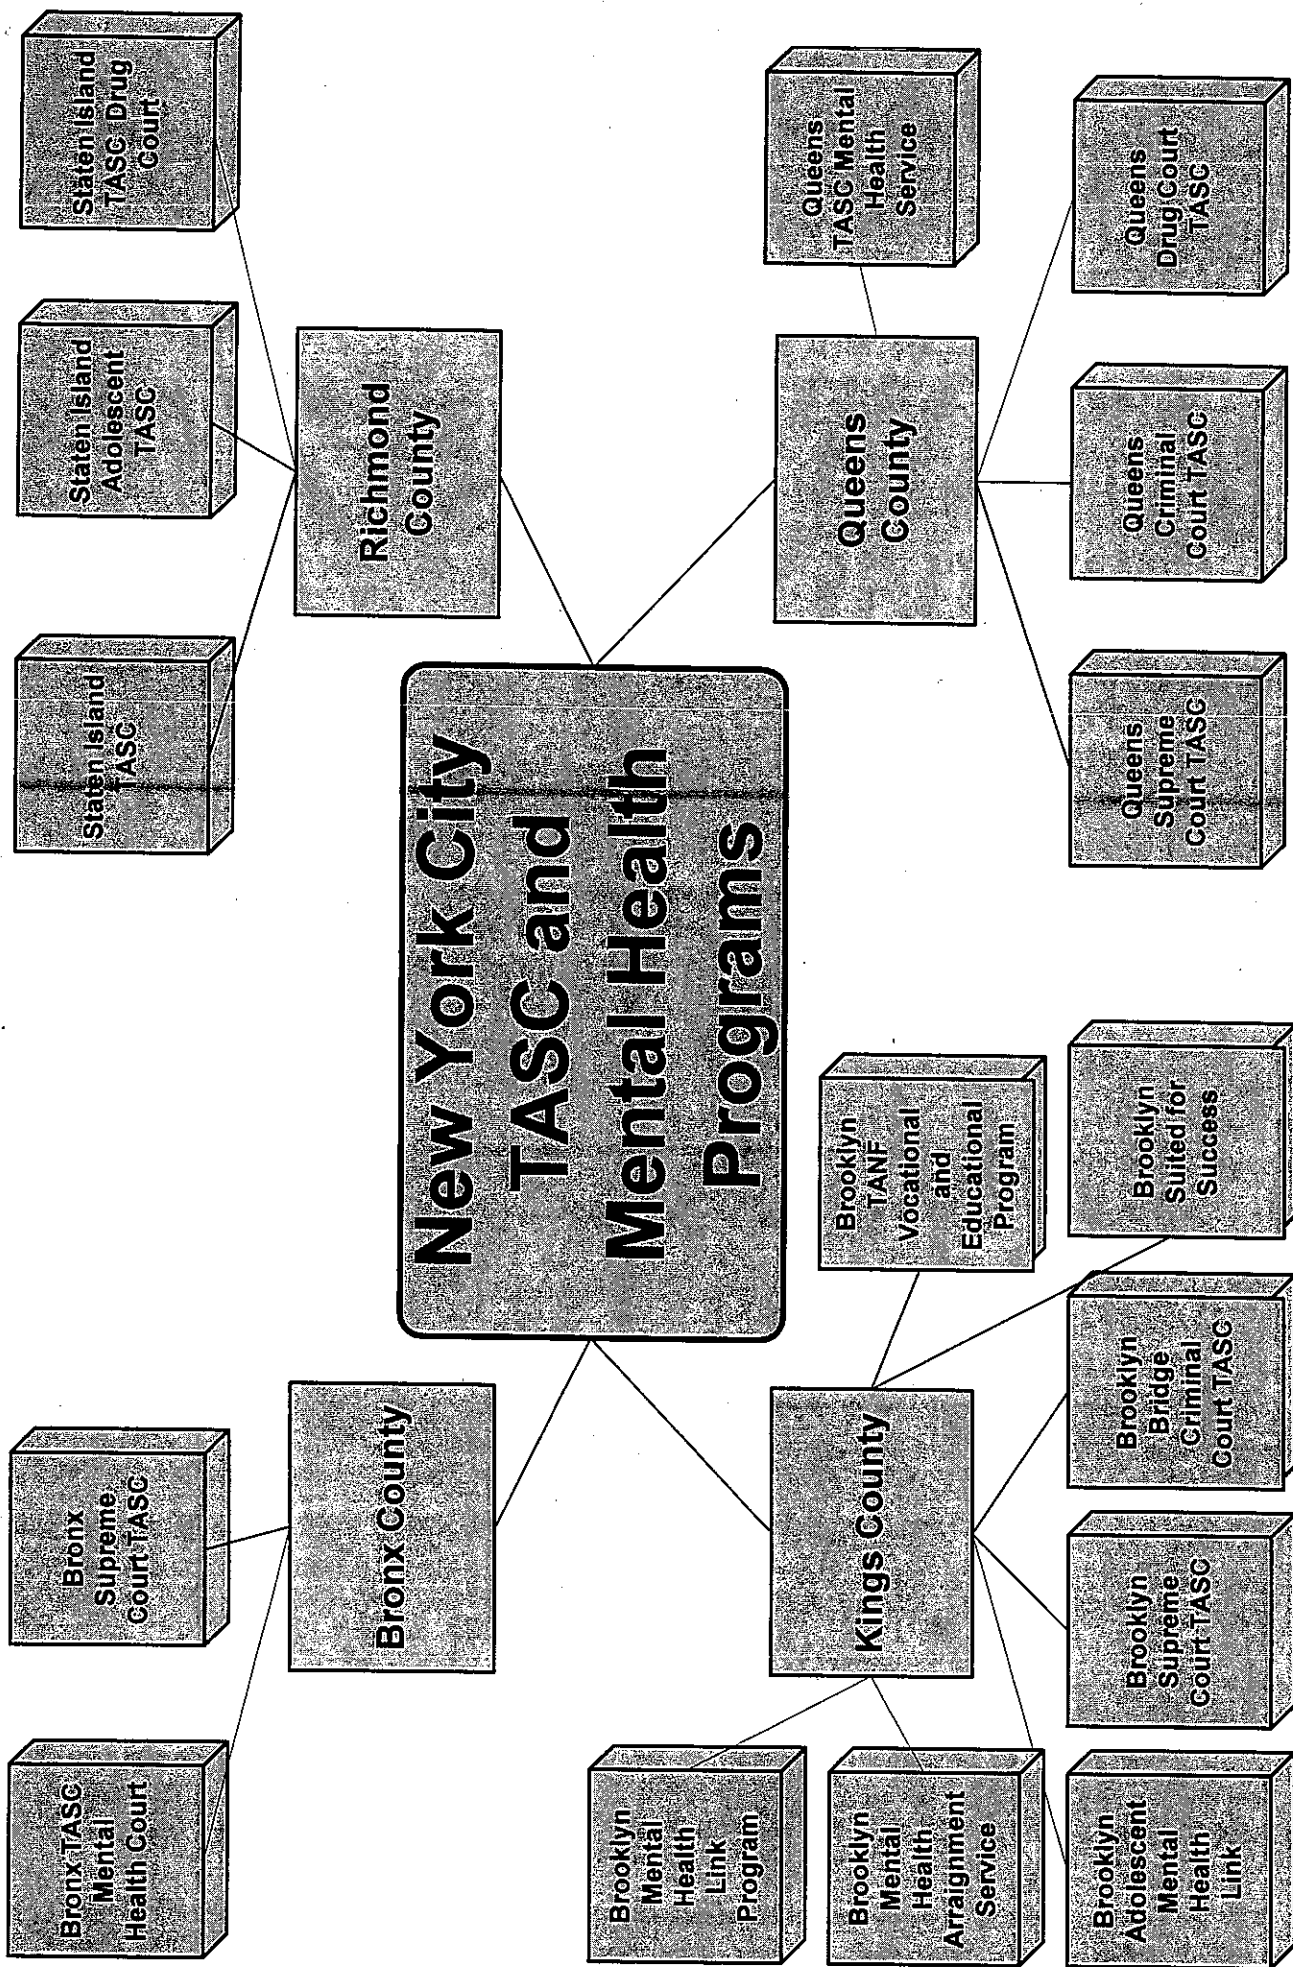 Bronx TASC
Mental
Health Court
Bronx
Supreme
Court TASC
Staten Island
TASC
Staten Island
Adolescent
TASC
Staten Island
TASC Drug
Court
Bronx County
Richmond
County
New York City
TASC and
Mental Health
Programs
Brooklyn
Mental
Health
Link
Program
Kings County
Brooklyn
TANF
Vocational
and
Educational
Program
Queens
County
Queens
TASC Mental
Health
Service
Brooklyn
Mental
Health
Arraignment
Service
Brooklyn
Adolescent
Mental
Health
Link
Brooklyn
Supreme
Court TASC
Brooklyn
Bridge
Criminal
Court TASC
Brooklyn
Suited for
Success
Queens
Supreme
Court TASC
Queens
Criminal
Court TASC
Queens
Drug Court
TASC